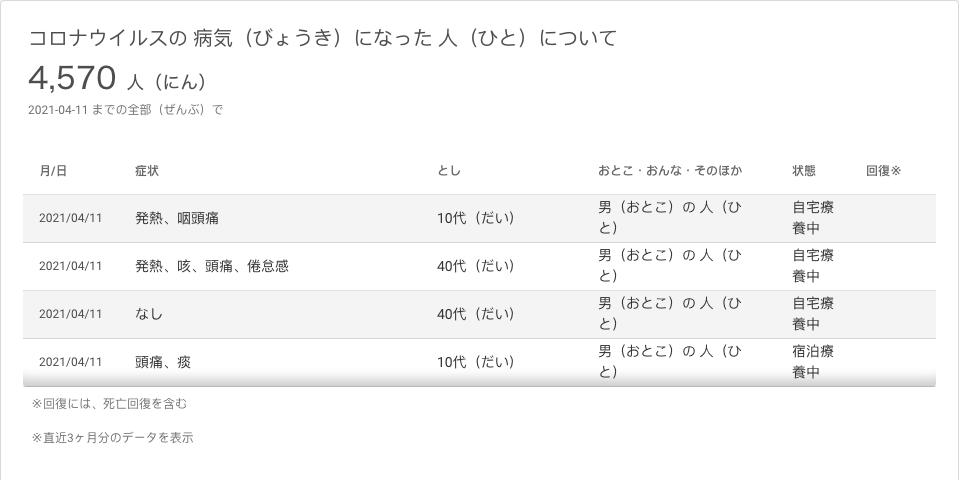 コロナウイルスの 病気（びょうき）になった 人（ひと）について
4,570 人（にん）
2021-04-11 までの全部（ぜんぶ）で
月/日 症状 とし おとこ・おんな・そのほか 状態 回復※
2021/04/11 発熱、咽頭痛 10代（だい） 男（おとこ）の 人（ひ 自宅療
と） 養中
2021/04/11 発熱、咳、頭痛、倦怠感 40代（だい） 男（おとこ）の 人（ひ 自宅療
と） 養中
2021/04/11 なし 40代（だい） 男（おとこ）の 人（ひ 自宅療
と） 養中
2021/04/11 頭痛、痰 10代（だい） 男（おとこ）の 人（ひ 宿泊療
と） 養中
※回復には、死亡回復を含む
※直近3ヶ月分のデータを表示